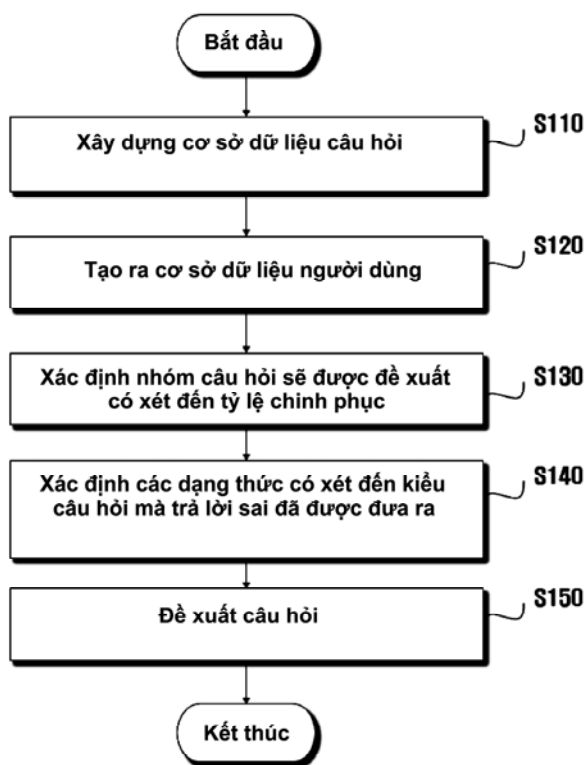 Bắt đầu
Xây dựng cơ sở dữ liệu câu hỏi
S110
Tạo ra cơ sở dữ liệu người dùng
S120
Xác định nhóm câu hỏi sẽ được đề xuất
có xét đến tỷ lệ chinh phục
S130
Xác định các dạng thức có xét đến kiểu
câu hỏi mà trả lời sai đã được đưa ra
S140
Đề xuất câu hỏi
S150
Kết thúc